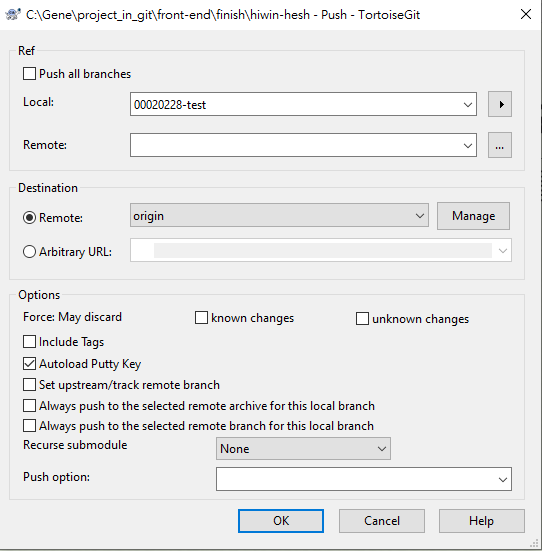 C:\Gene\project_in_git\front-end\finish\hiwin-hesh - Push - TortoiseGit
Ref
Push all branches
Local:
00020228-test
Remote:
...
Destination
Remote:
origin
Manage
Arbitrary URL:
Options
Force: May discard
known changes
unknown changes
Include Tags
Autoload Putty Key
Set upstream/track remote branch
Always push to the selected remote archive for this local branch
Always push to the selected remote branch for this local branch
Recurse submodule
None
Push option:
OK
Cancel
Help